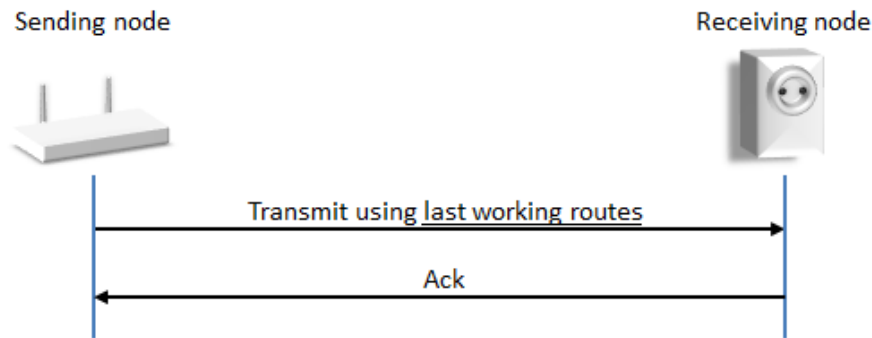 Sending node
Receiving node
Transmit using last working routes
Ack